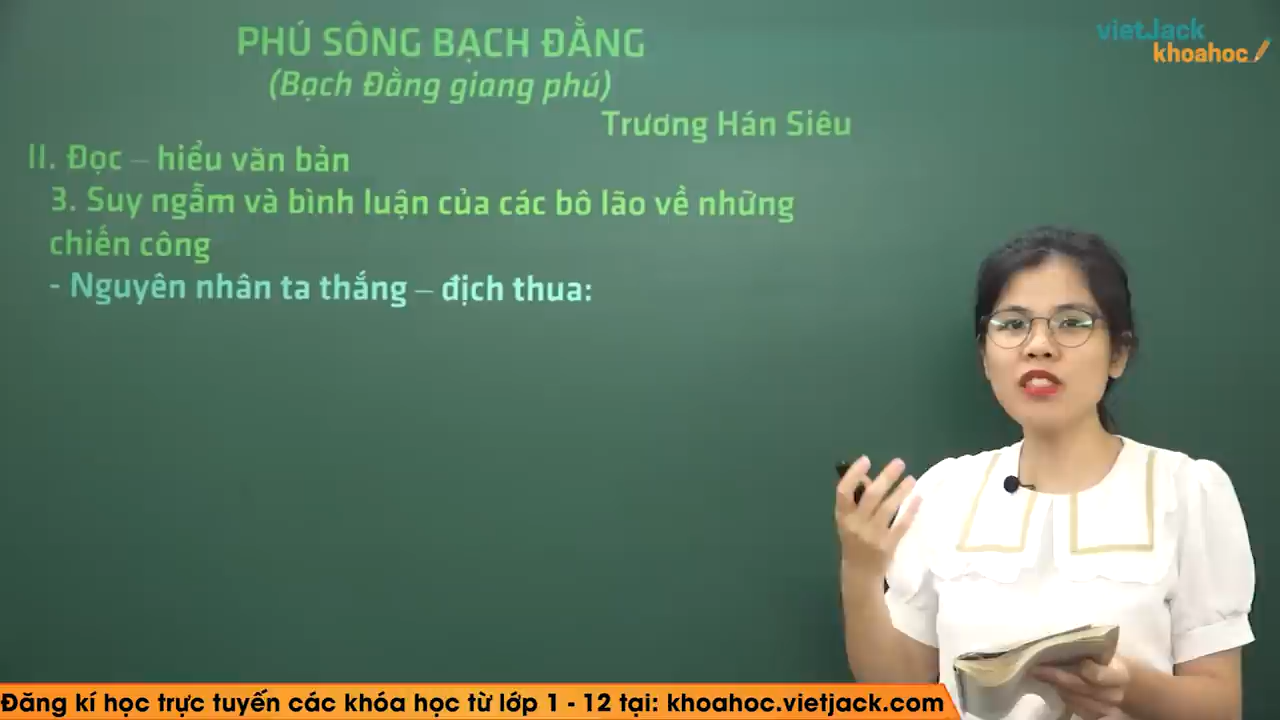 PHÚ SÔNG BẠCH ĐẰNG
(Bạch Đằng giang phú)
Trương Hán Siêu
II. Đọc – hiểu văn bản
3. Suy ngẫm và bình luận của các bô lão về những
chiến công
- Nguyên nhân ta thắng – địch thua:
vietJack
khoahoc
Đăng kí học trực tuyến các khóa học từ lớp 1 - 12 tại: khoahoc.vietjack.com